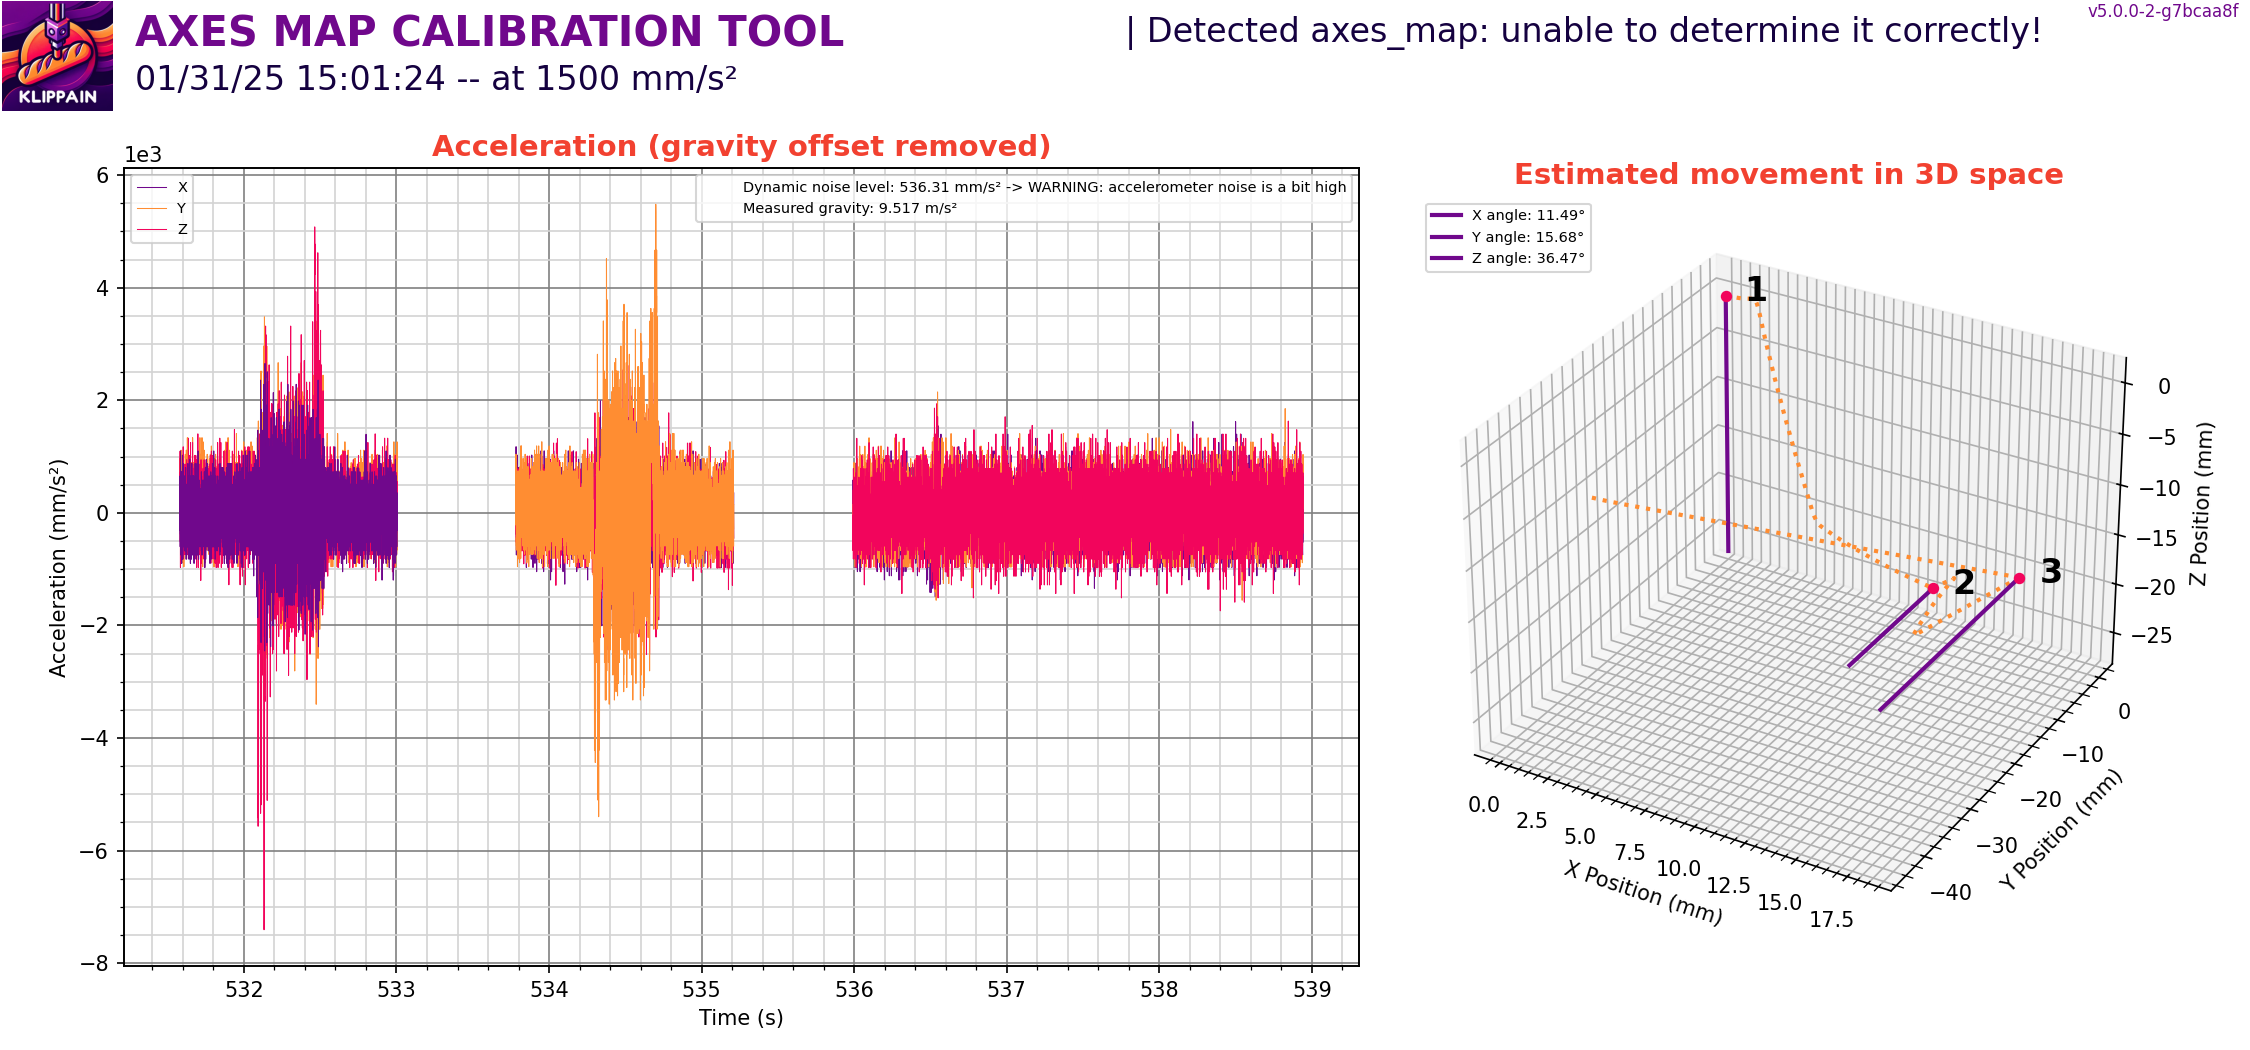 AXES MAP CALIBRATION TOOL
| Detected axes_map: unable to determine it correctly!
v5.0.0-2-g7bcaa8f
01/31/25 15:01:24 -- at 1500 mm/s²
KLIPPAIN
Acceleration (gravity offset removed)
1e3
X
Y
Z
Dynamic noise level: 536.31 mm/s² -> WARNING: accelerometer noise is a bit high
Measured gravity: 9.517 m/s²
6
4
2
0
−2
−4
−6
−8
Acceleration (mm/s²)
532
533
534
535
536
537
538
539
Time (s)
Estimated movement in 3D space
X angle: 11.49°
Y angle: 15.68°
Z angle: 36.47°
1
2
3
0
−5
−10
−15
−20
−25
Z Position (mm)
0
−10
−20
−30
−40
Y Position (mm)
0.0
2.5
5.0
7.5
10.0
12.5
15.0
17.5
X Position (mm)